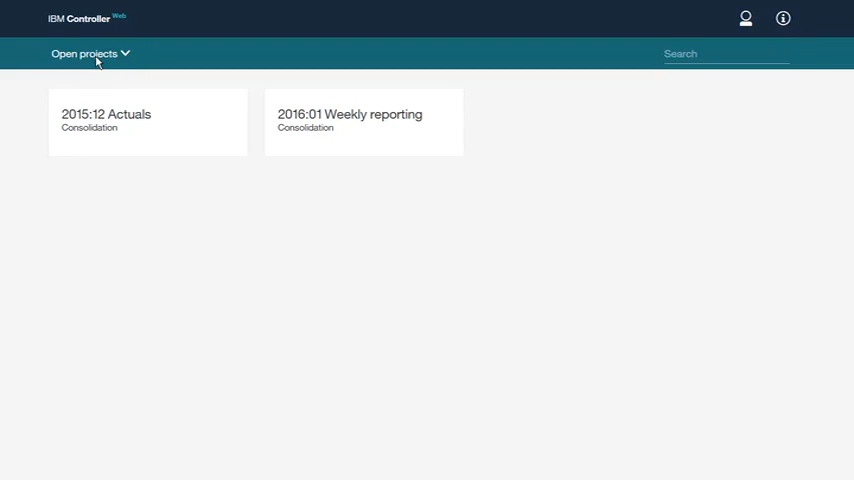 IBM Controller Web
Open projects
Search
2015:12 Actuals
Consolidation
2016:01 Weekly reporting
Consolidation